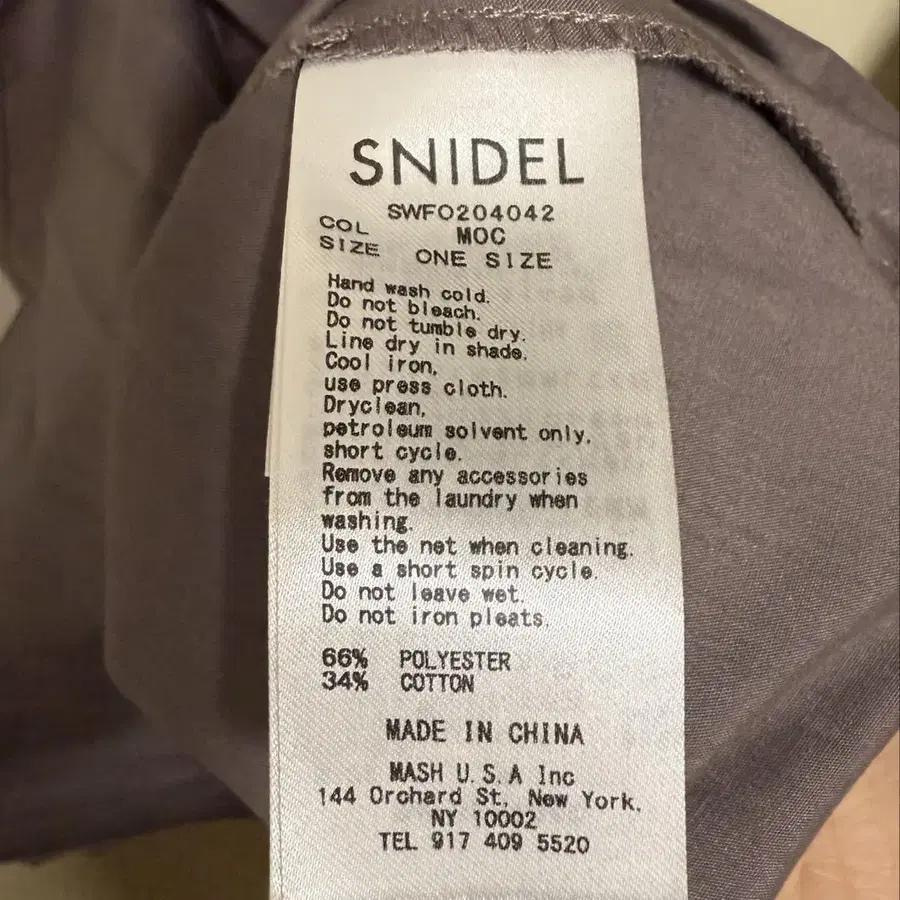 SNIDEL
SWFO204042
COL MOC
SIZE ONE SIZE
Hand wash cold.
Do not bleach.
Do not tumble dry.
Line dry in shade.
Cool iron,
use press cloth.
Dryclean,
petroleum solvent only,
short cycle.
Remove any accessories
from the laundry when
washing.
Use the net when cleaning.
Use a short spin cycle.
Do not leave wet.
Do not iron pleats.
66% POLYESTER
34% COTTON
MADE IN CHINA
MASH U.S.A Inc
144 Orchard St, New York,
NY 10002
TEL 917 409 5520